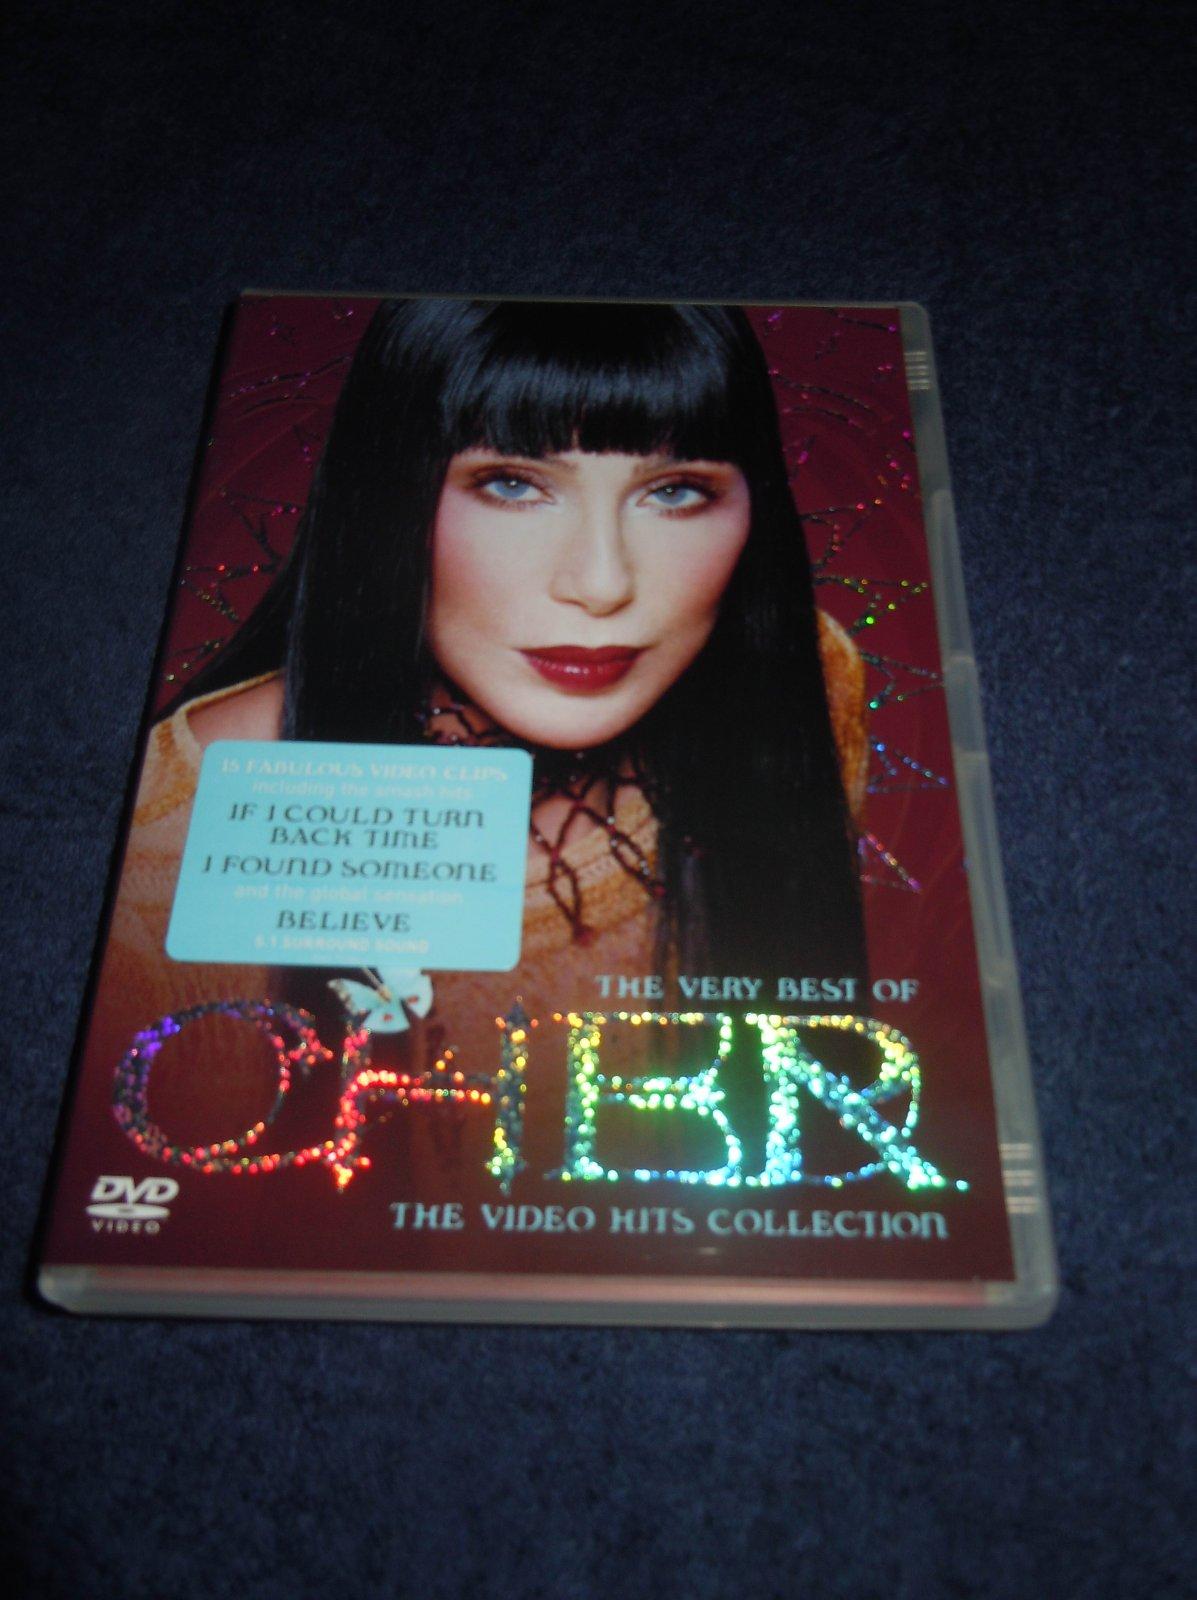 15 FABULOUS VIDEO CLIPS
including the smash hits
IF I COULD TURN
BACK TIME
I FOUND SOMEONE
and the global sensation
BELIEVE
5.1 SURROUND SOUND
THE VERY BEST OF
CHER
THE VIDEO HITS COLLECTION
DVD
VIDEO